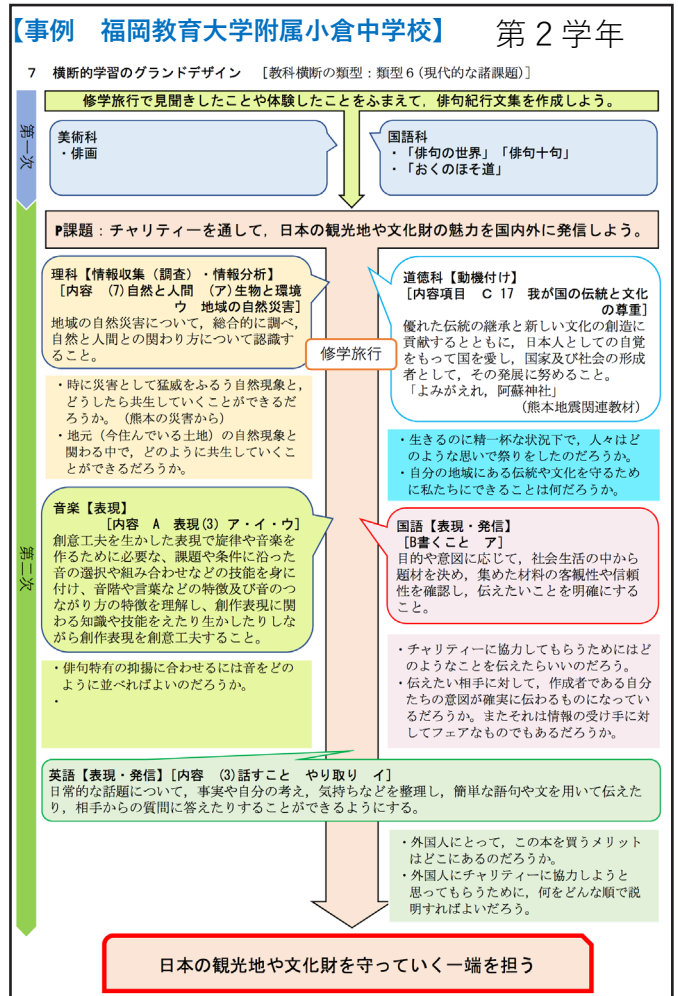 【事例　福岡教育大学附属小倉中学校】　第２学年
７　横断的学習のグランドデザイン　［教科横断の類型：類型６（現代的な諸課題）］
第一次
修学旅行で見聞きしたことや体験したことをふまえて，俳句紀行文集を作成しよう。
美術科
・俳画
国語科
・「俳句の世界」「俳句十句」
・「おくのほそ道」
第二次
P課題：チャリティーを通して，日本の観光地や文化財の魅力を国内外に発信しよう。
理科【情報収集（調査）・情報分析】
［内容　(7)自然と人間　（ア）生物と環境
ウ　地域の自然災害］
地域の自然災害について，総合的に調べ，
自然と人間との関わり方について認識す
ること。
・時に災害として猛威をふるう自然現象と，
どうしたら共生していくことができるだ
ろうか。（熊本の災害から）
・地元（今住んでいる土地）の自然現象と
関わる中で，どのように共生していくこ
とができるだろうか。
修学旅行
道徳科【動機付け】
［内容項目　Ｃ 17　我が国の伝統と文化
の尊重］
優れた伝統の継承と新しい文化の創造に
貢献するとともに，日本人としての自覚
をもって国を愛し，国家及び社会の形成
者として，その発展に努めること。
「よみがえれ，阿蘇神社」
（熊本地震関連教材）
・生きるのに精一杯な状況下で，人々はど
のような思いで祭りをしたのだろうか。
・自分の地域にある伝統や文化を守るため
に私たちにできることは何だろうか。
音楽【表現】
［内容　Ａ　表現(3)　ア・イ・ウ］
創意工夫を生かした表現で旋律や音楽を
作るために必要な、課題や条件に沿った
音の選択や組み合わせなどの技能を身に
付け、音階や言葉などの特徴及び音のつ
ながり方の特徴を理解し、創作表現に関
わる知識や技能をえたり生かしたりしな
がら創作表現を創意工夫すること。
・俳句特有の抑揚に合わせるには音をどの
ように並べればよいのだろうか。
・
国語【表現・発信】
［B書くこと　ア］
目的や意図に応じて，社会生活の中から
題材を決め，集めた材料の客観性や信頼
性を確認し，伝えたいことを明確にする
こと。
・チャリティーに協力してもらうためにはど
のようなことを伝えたらいいのだろう。
・伝えたい相手に対して，作成者である自分
たちの意図が確実に伝わるものになってい
るだろうか。またそれは情報の受け手に対
してフェアなものでもあるだろうか。
英語【表現・発信】［内容　(3)話すこと　やり取り　イ］
日常的な話題について，事実や自分の考え，気持ちなどを整理し，簡単な語句や文を用いて伝えた
り，相手からの質問に答えたりすることができるようにする。
・外国人にとって，この本を買うメリット
はどこにあるのだろうか。
・外国人にチャリティーに協力しようと
思ってもらうために，何をどんな順で説
明すればよいだろう。
日本の観光地や文化財を守っていく一端を担う